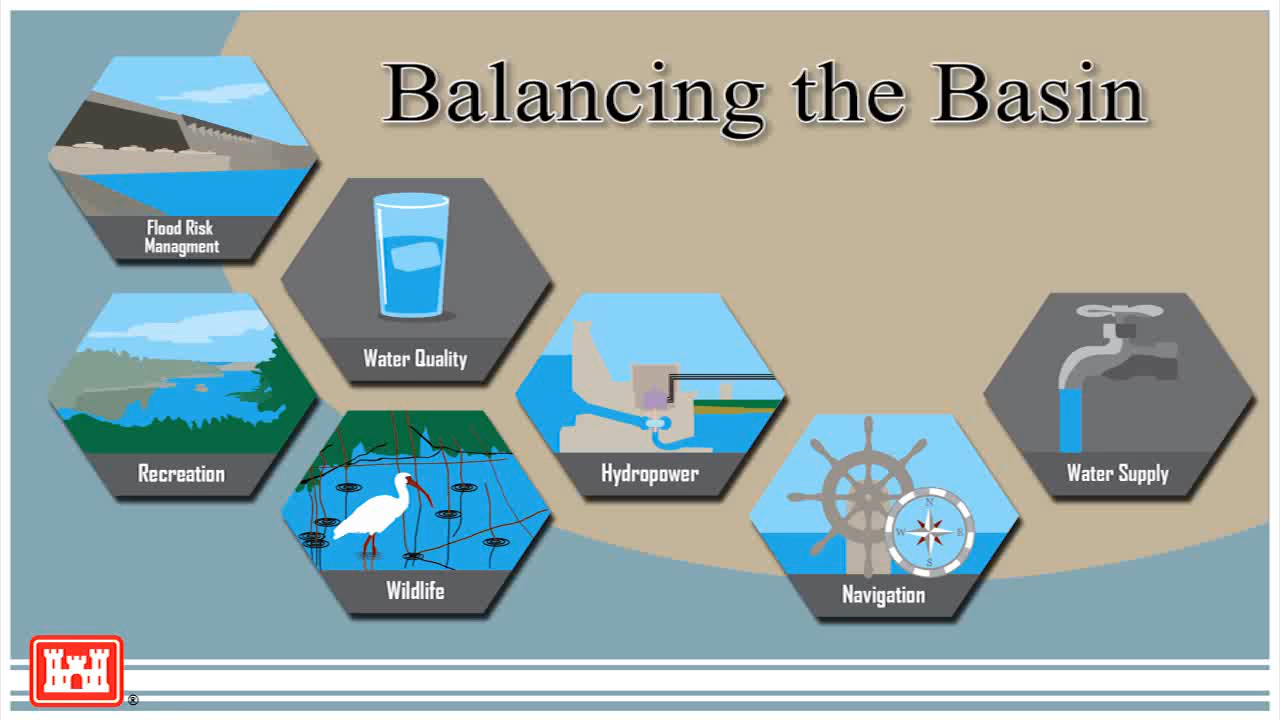 Balancing the Basin
Flood Risk
Managment
Water Quality
Recreation
Hydropower
Water Supply
Wildlife
Navigation
N
W
E
S
®